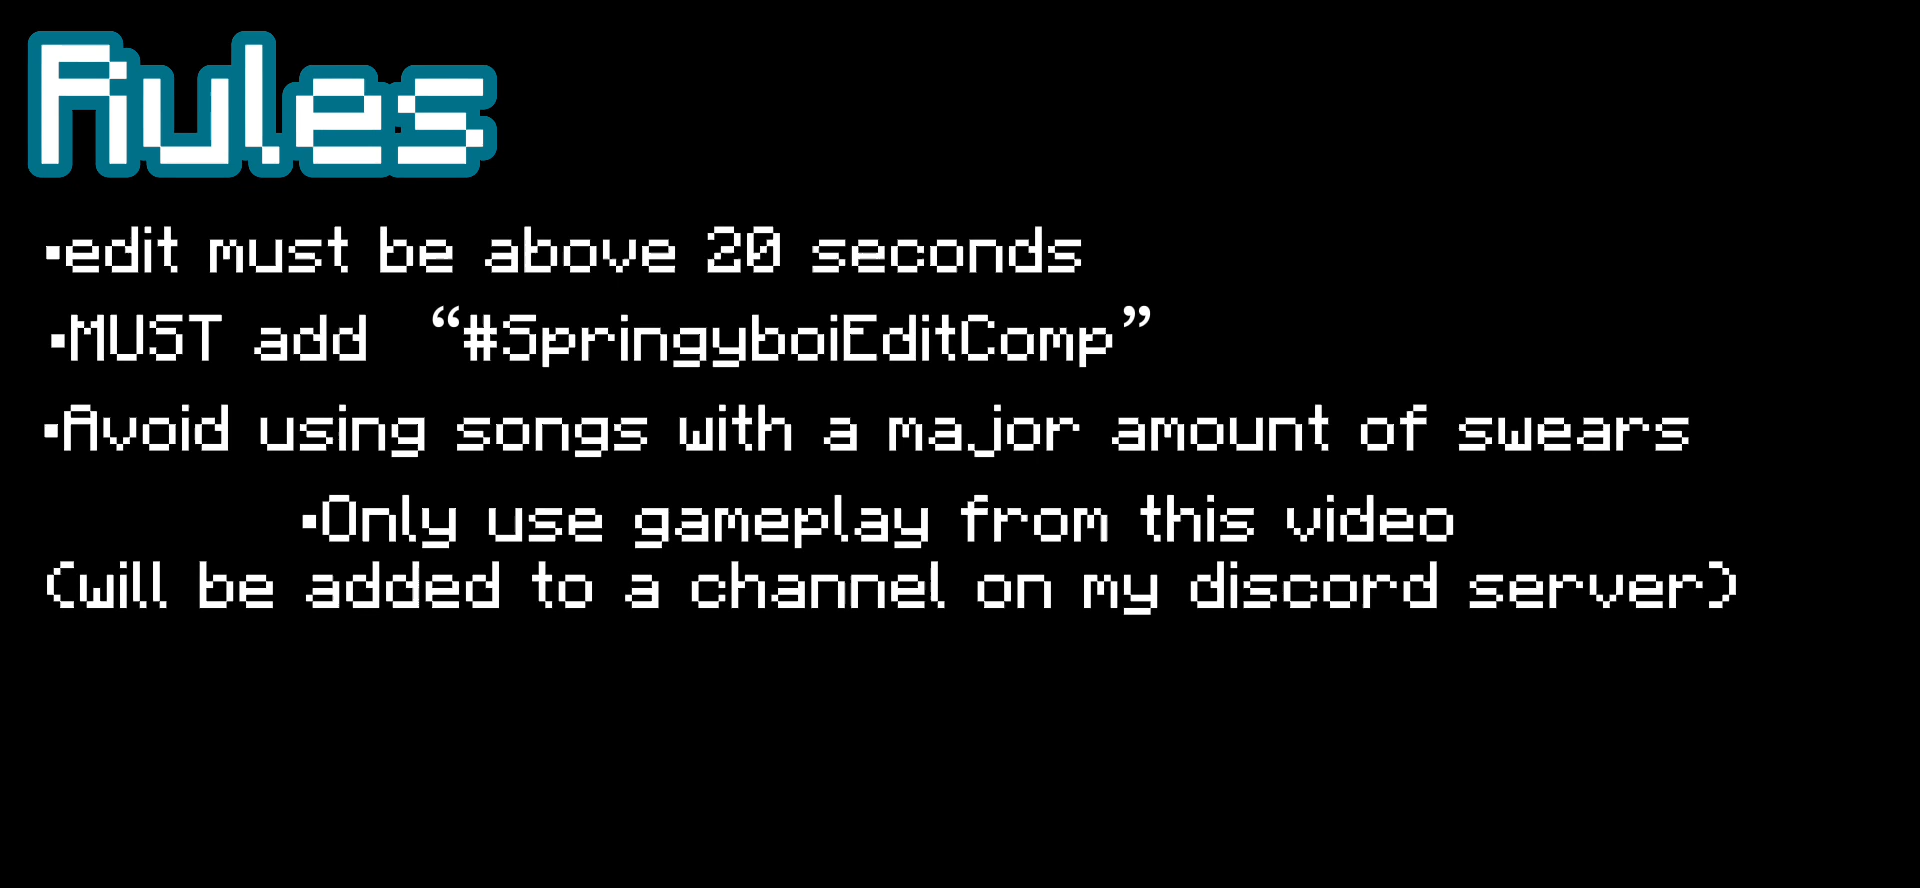 Rules
•edit must be above 20 seconds
•MUST add “#SpringyboiEditComp”
•Avoid using songs with a major amount of swears
•Only use gameplay from this video
(will be added to a channel on my discord server)